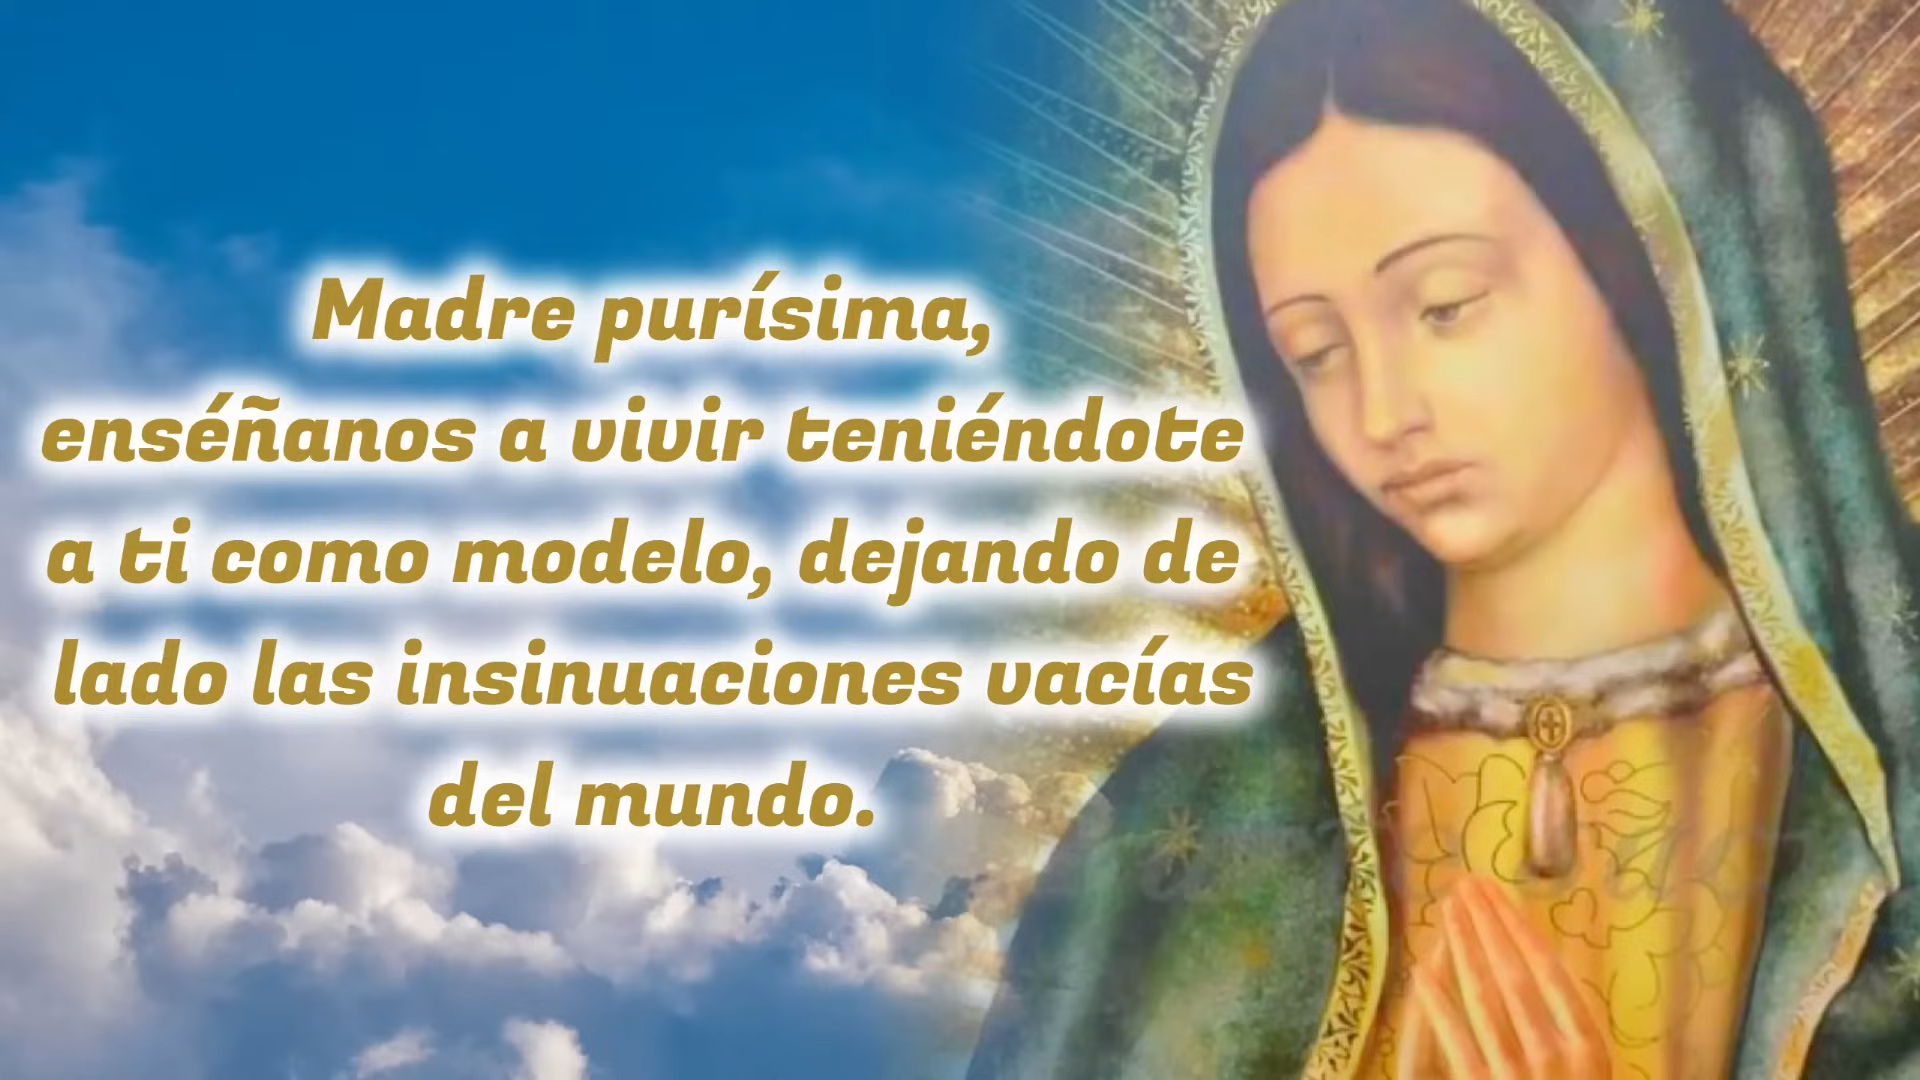 Madre purísima,
enséñanos a vivir teniéndote
a ti como modelo, dejando de
lado las insinuaciones vacías
del mundo.